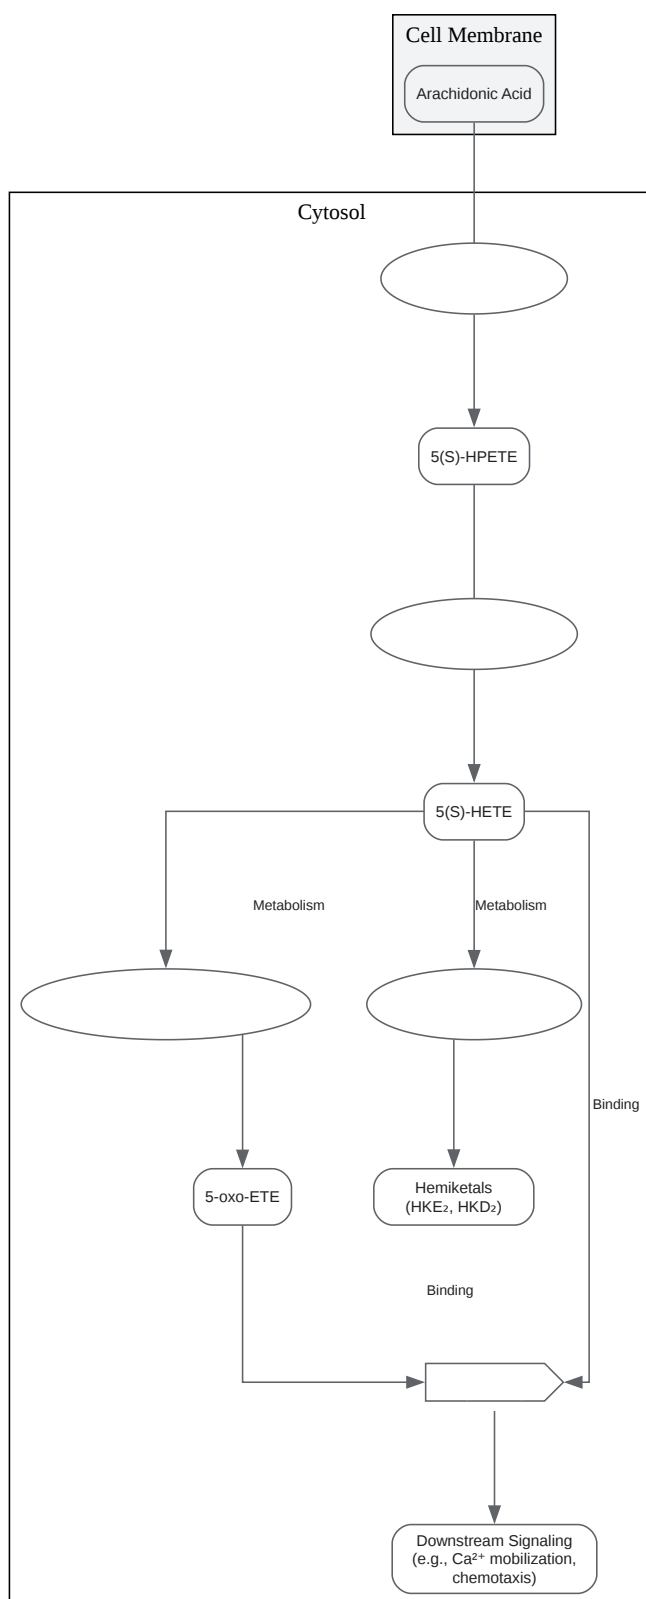 Cell Membrane
Arachidonic Acid
Cytosol
5(S)-HPETE
5(S)-HETE
Metabolism
Metabolism
Binding
5-oxo-ETE
Hemiketals
(HKE₂, HKD₂)
Binding
Downstream Signaling
(e.g., Ca²⁺ mobilization,
chemotaxis)